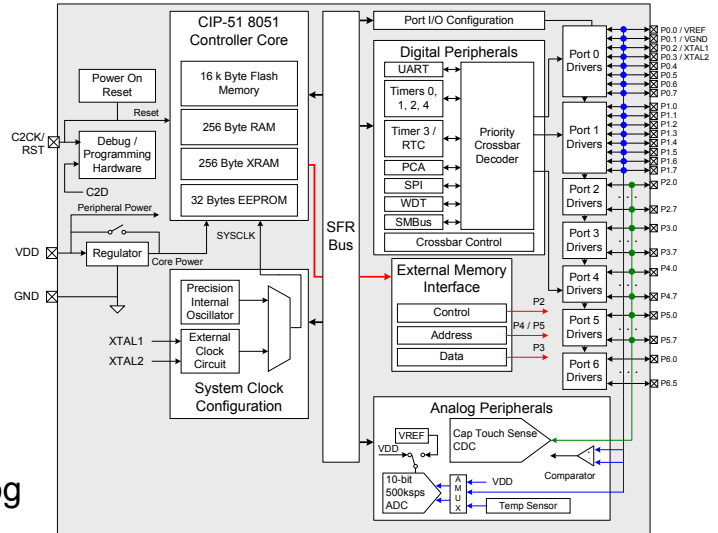 CIP-51 8051
Controller Core
16 k Byte Flash
Memory
256 Byte RAM
256 Byte XRAM
32 Bytes EEPROM
Power On
Reset
Reset
C2CK/
RST
Debug /
Programming
Hardware
C2D
Peripheral Power
VDD
Regulator
Core Power
GND
SYSCLK
Precision
Internal
Oscillator
XTAL1
XTAL2
External
Clock
Circuit
System Clock
Configuration
SFR
Bus
Port I/O Configuration
Digital Peripherals
UART
Timers 0,
1, 2, 4
Timer 3 /
RTC
PCA
SPI
WDT
SMBus
Priority
Crossbar
Decoder
Crossbar Control
External Memory
Interface
Control
Address
Data
P2
P4 / P5
P3
Analog Peripherals
VREF
VDD
Cap Touch Sense
CDC
10-bit
500ksps
ADC
A
M
U
X
VDD
Temp Sensor
Comparator
+
-
Port 0
Drivers
Port 1
Drivers
Port 2
Drivers
Port 3
Drivers
Port 4
Drivers
Port 5
Drivers
Port 6
Drivers
P0.0 / VREF
P0.1 / VGND
P0.2 / XTAL1
P0.3 / XTAL2
P0.4
P0.5
P0.6
P0.7
P1.0
P1.1
P1.2
P1.3
P1.4
P1.5
P1.6
P1.7
P2.0
P2.7
P3.0
P3.7
P4.0
P4.7
P5.0
P5.7
P6.0
P6.5
og